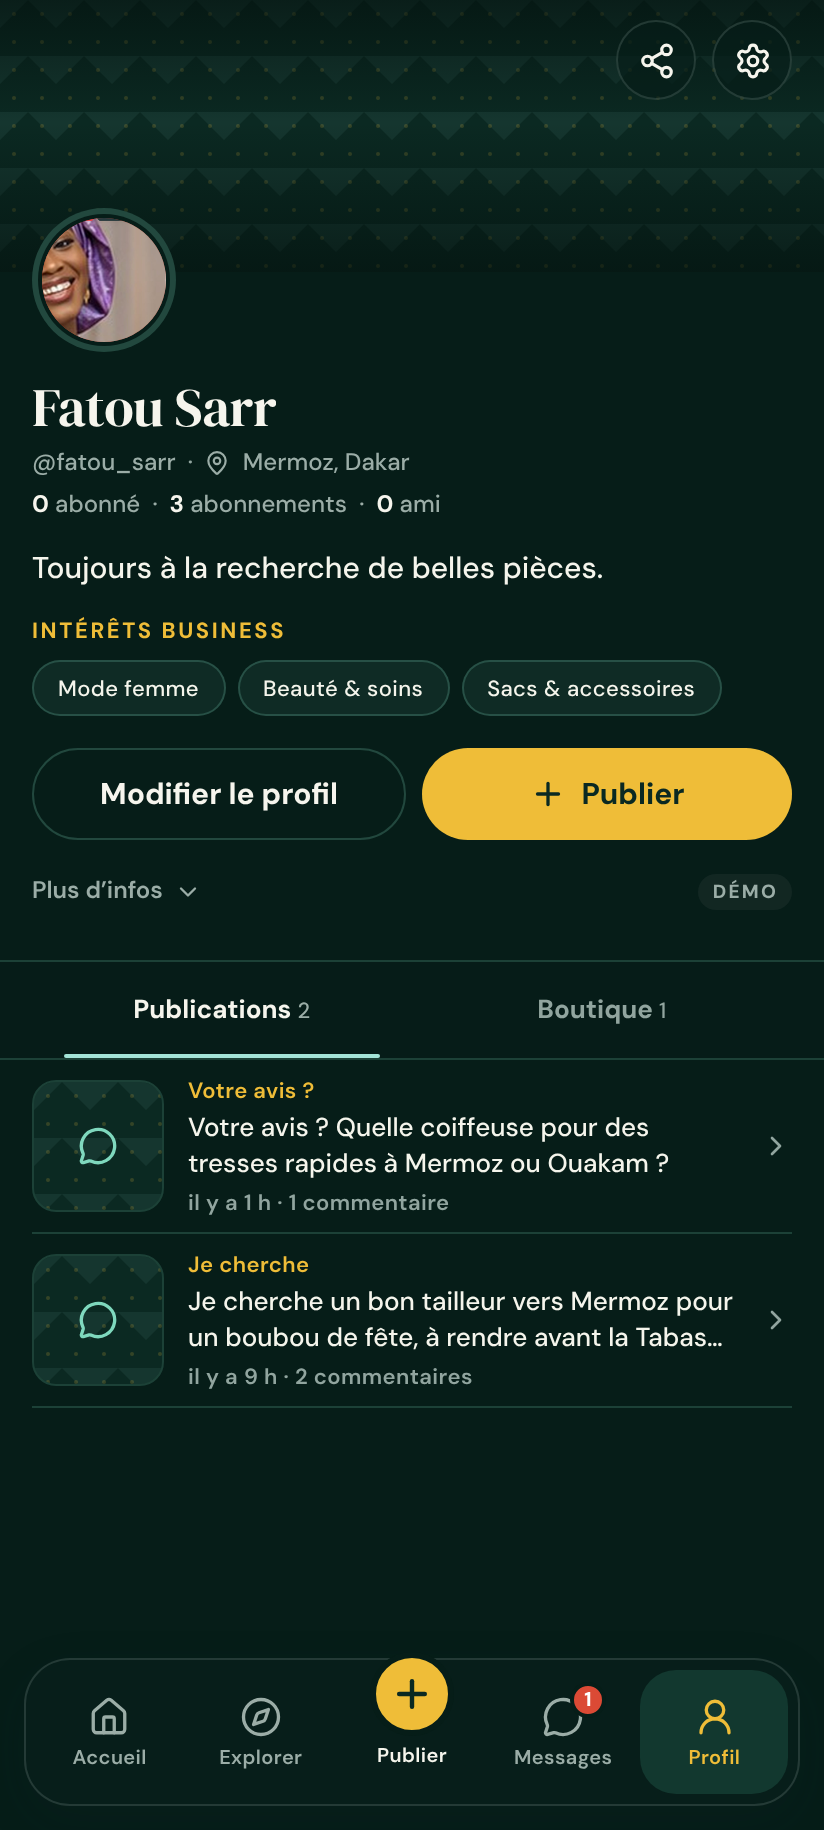 Fatou Sarr
@fatou_sarr · Mermoz, Dakar
0 abonné · 3 abonnements · 0 ami
Toujours à la recherche de belles pièces.
INTÉRÊTS BUSINESS
Mode femme
Beauté & soins
Sacs & accessoires
Modifier le profil
Publier
Plus d’infos
DÉMO
Publications 2
Boutique 1
Votre avis ?
Votre avis ? Quelle coiffeuse pour des
tresses rapides à Mermoz ou Ouakam ?
il y a 1 h · 1 commentaire
Je cherche
Je cherche un bon tailleur vers Mermoz pour
un boubou de fête, à rendre avant la Tabas...
il y a 9 h · 2 commentaires
Accueil
Explorer
Publier
1
Messages
Profil